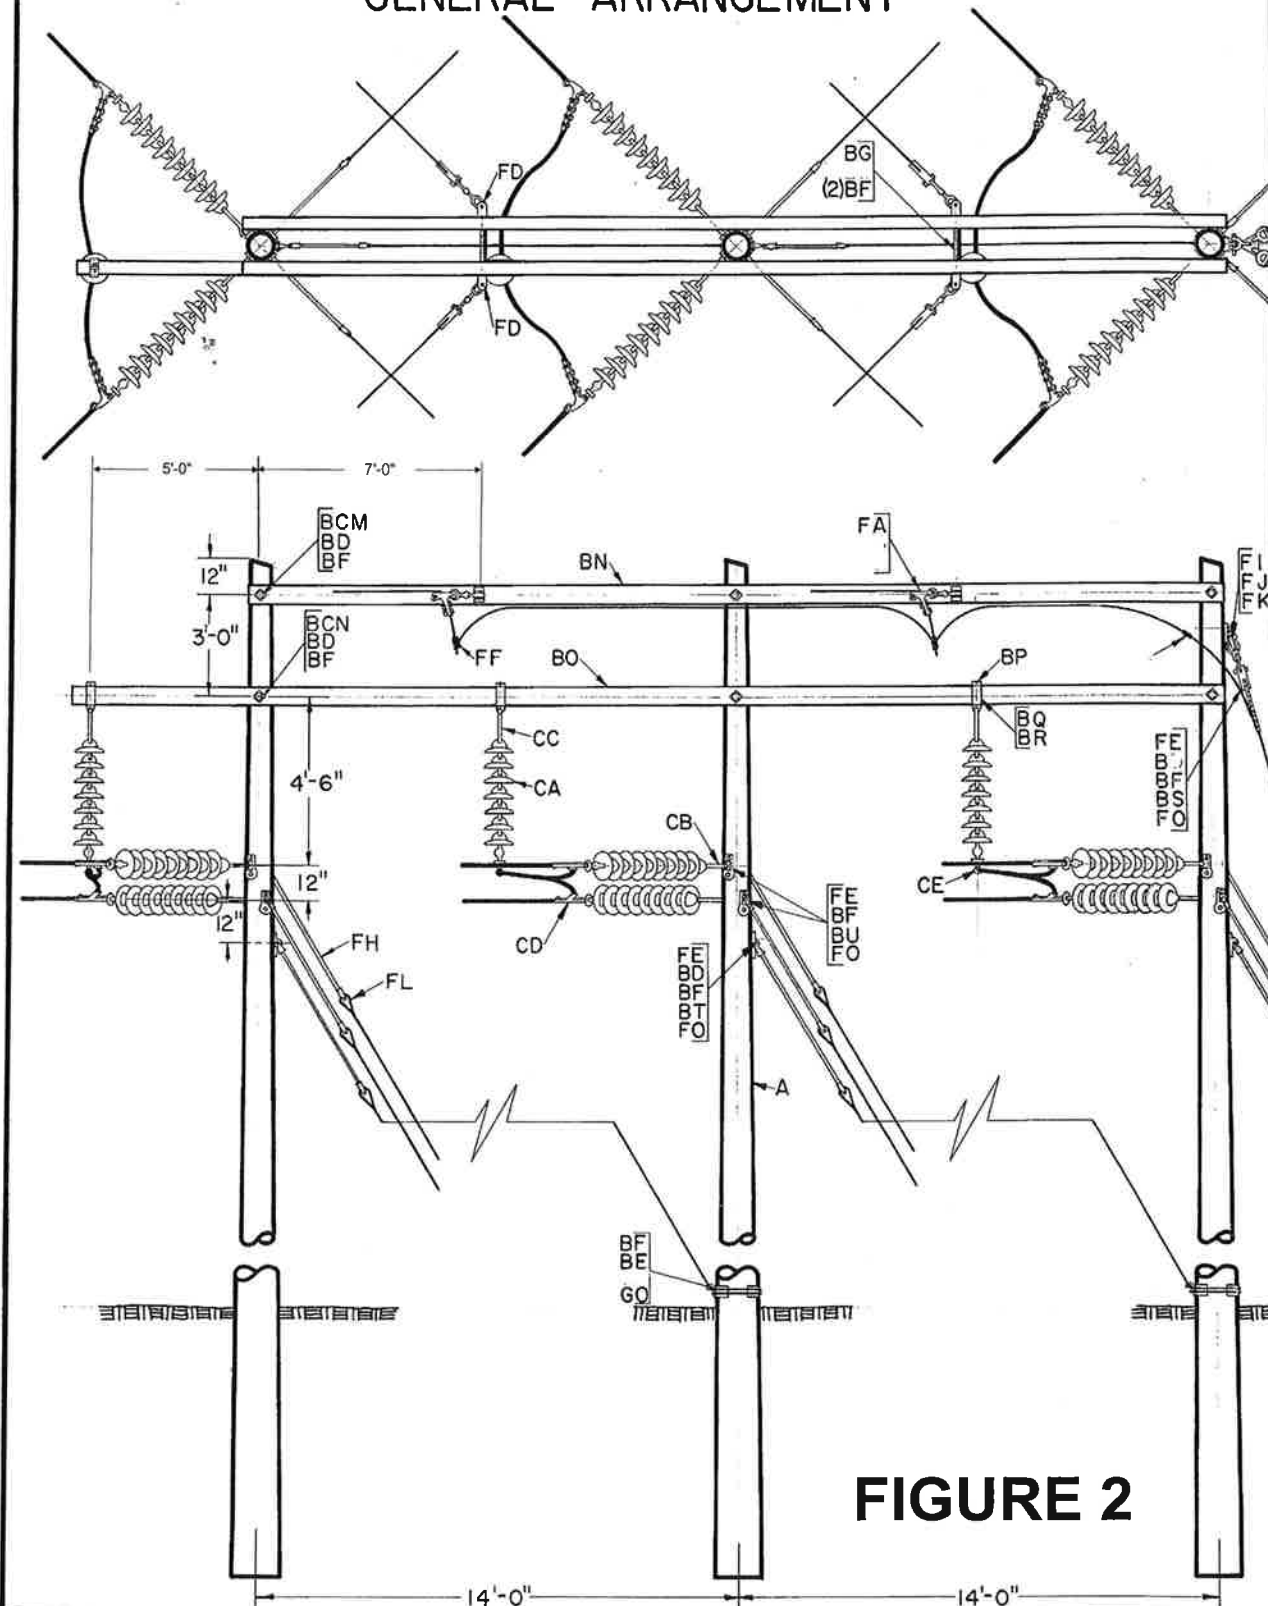 GENERAL ARRANGEMENT
FD
BG
(2)BF
FD
5'-0"
7'-0"
BCM
BD
BF
12"
BN
FA
FI
FJ
FK
3'-0"
BCN
BD
BF
FF
BO
BP
BQ
BR
CC
FE
BF
BS
FO
4'-6"
CA
CB
CE
12"
12"
CD
FE
BF
BU
FO
FH
FL
FE
BD
BF
BT
FO
A
BF
BE
GO
FIGURE 2
14'-0"
14'-0"